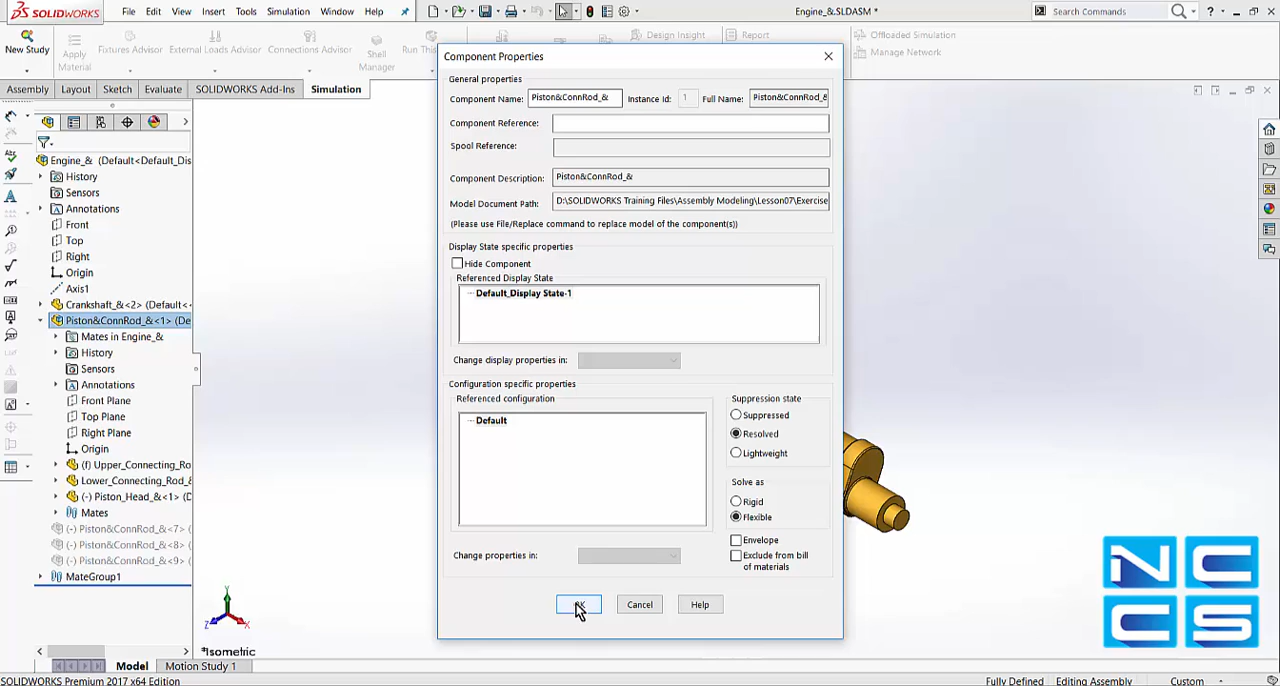 SOLIDWORKS File Edit View Insert Tools Simulation Window Help Engine_&.SLDASM * Search Commands
New Study Apply Material Fixtures Advisor External Loads Advisor Connections Advisor Shell Manager Run This Design Insight Report Offloaded Simulation Manage Network
Assembly Layout Sketch Evaluate SOLIDWORKS Add-Ins Simulation
Engine_& (Default<Default_Dis
History
Sensors
Annotations
Front
Top
Right
Origin
Axis1
Crankshaft_&<2> (Default<
Piston&ConnRod_&<1> (De
Mates in Engine_&
History
Sensors
Annotations
Front Plane
Top Plane
Right Plane
Origin
(f) Upper_Connecting_Ro
Lower_Connecting_Rod_&
(-) Piston_Head_&<1> (D
Mates
(-) Piston&ConnRod_&<7> (
(-) Piston&ConnRod_&<8> (
(-) Piston&ConnRod_&<9> (
MateGroup1
Component Properties
General properties
Component Name: Piston&ConnRod_& Instance Id: 1 Full Name: Piston&ConnRod_&
Component Reference:
Spool Reference:
Component Description: Piston&ConnRod_&
Model Document Path: D:\SOLIDWORKS Training Files\Assembly Modeling\Lesson07\Exercise
(Please use File/Replace command to replace model of the component(s))
Display State specific properties
Hide Component
Referenced Display State
Default_Display State-1
Change display properties in:
Configuration specific properties
Referenced configuration
Default
Suppression state
Suppressed
Resolved
Lightweight
Solve as
Rigid
Flexible
Envelope
Exclude from bill
of materials
Change properties in:
OK Cancel Help
N C
C S
Y
Z X
*Isometric
Model Motion Study 1
SOLIDWORKS Premium 2017 x64 Edition Fully Defined Editing Assembly Custom